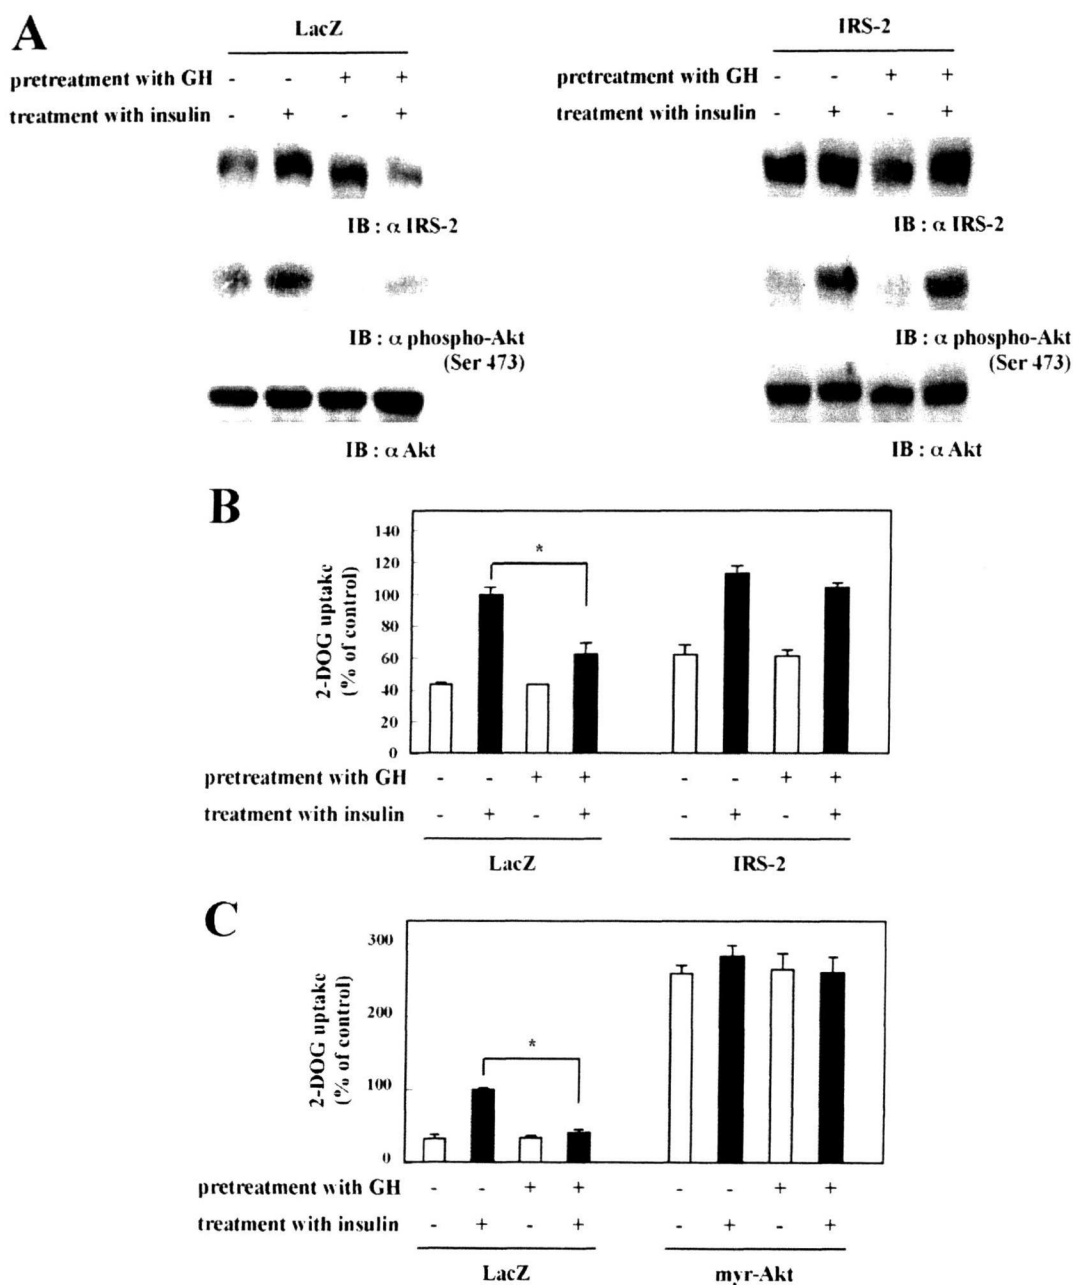 A
LacZ
pretreatment with GH - - + +
treatment with insulin - + - +
IB : α IRS-2
IB : α phospho-Akt
(Ser 473)
IB : α Akt
IRS-2
pretreatment with GH - - + +
treatment with insulin - + - +
IB : α IRS-2
IB : α phospho-Akt
(Ser 473)
IB : α Akt
B
2-DOG uptake
(% of control)
140
120
100
80
60
40
20
0
*
pretreatment with GH - - + + - - + +
treatment with insulin - + - + - + - +
LacZ IRS-2
C
2-DOG uptake
(% of control)
300
200
100
0
*
pretreatment with GH - - + + - - + +
treatment with insulin - + - + - + - +
LacZ myr-Akt